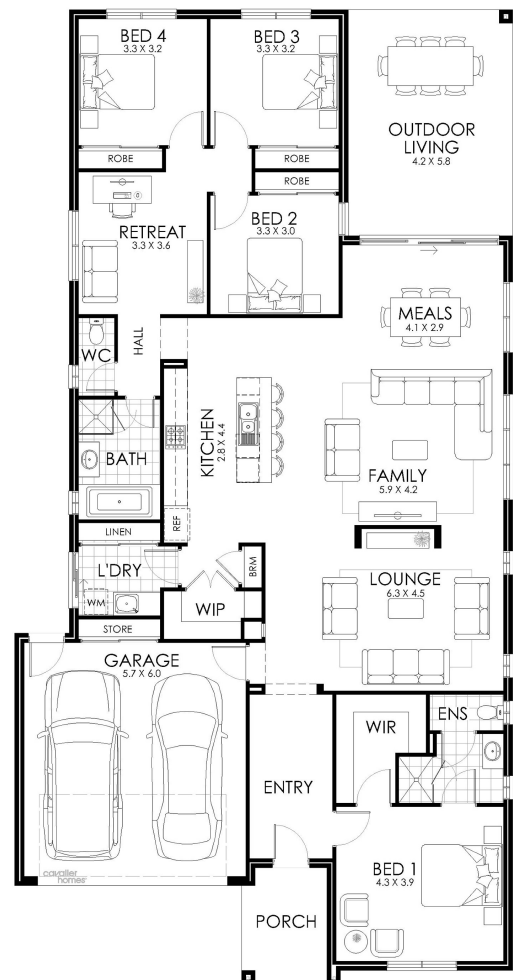 BED 4
3.3 X 3.2
BED 3
3.3 X 3.2
OUTDOOR
LIVING
4.2 X 5.8
ROBE
ROBE
ROBE
RETREAT
3.3 X 3.6
BED 2
3.3 X 3.0
MEALS
4.1 X 2.9
WC
HALL
KITCHEN
2.8 X 4.4
BATH
FAMILY
5.9 X 4.2
REF
LINEN
L'DRY
BRM
LOUNGE
6.3 X 4.5
WM
WIP
STORE
GARAGE
5.7 X 6.0
WIR
ENS
ENTRY
BED 1
4.3 X 3.9
cavalier
homes
PORCH